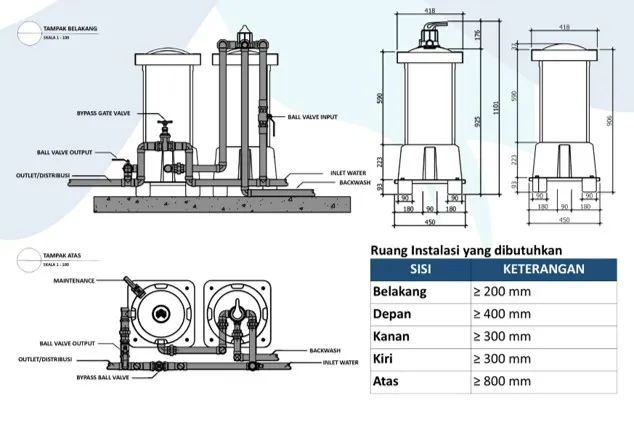 TAMPAK BELAKANG
SKALA 1 - 100
BYPASS GATE VALVE
BALL VALVE INPUT
BALL VALVE OUTPUT
OUTLET/DISTRIBUSI
INLET WATER
BACKWASH
418
176
590
925
1101
223
93
90
90
180
180
450
418
37
590
906
223
93
90
90
180
180
450
TAMPAK ATAS
SKALA 1 - 100
MAINTENANCE
BALL VALVE OUTPUT
OUTLET/DISTRIBUSI
BACKWASH
INLET WATER
BYPASS BALL VALVE
Ruang Instalasi yang dibutuhkan
SISI KETERANGAN
Belakang ≥ 200 mm
Depan ≥ 400 mm
Kanan ≥ 300 mm
Kiri ≥ 300 mm
Atas ≥ 800 mm